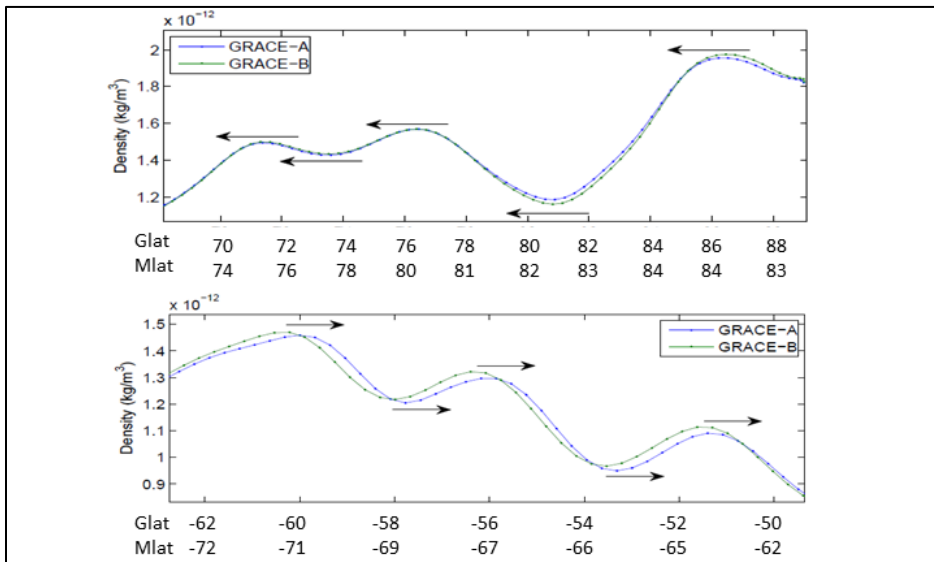 x 10⁻¹²
GRACE-A
GRACE-B
Density (kg/m³)
2
1.8
1.6
1.4
1.2
Glat 70 72 74 76 78 80 82 84 86 88
Mlat 74 76 78 80 81 82 83 84 84 83
x 10⁻¹²
GRACE-A
GRACE-B
Density (kg/m³)
1.5
1.4
1.3
1.2
1.1
1
0.9
Glat -62 -60 -58 -56 -54 -52 -50
Mlat -72 -71 -69 -67 -66 -65 -62